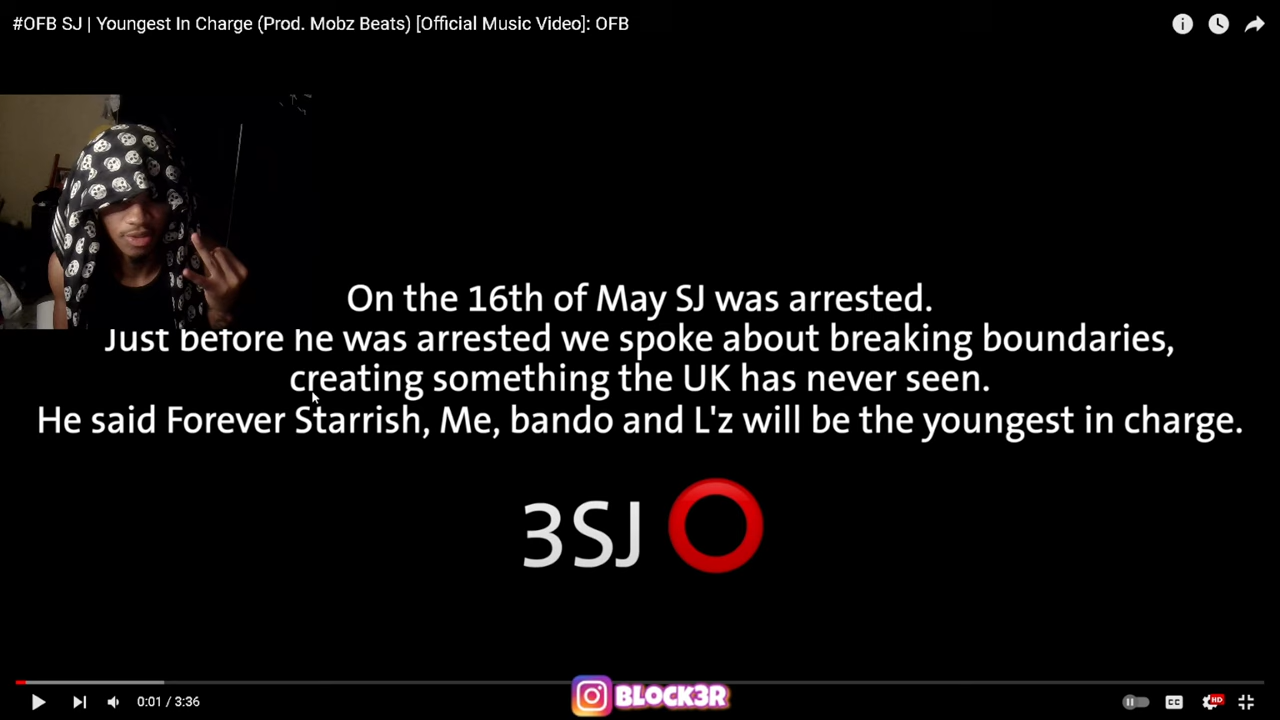 #OFB SJ | Youngest In Charge (Prod. Mobz Beats) [Official Music Video]: OFB
On the 16th of May SJ was arrested.
Just before he was arrested we spoke about breaking boundaries,
creating something the UK has never seen.
He said Forever Starrish, Me, bando and L'z will be the youngest in charge.
3SJ ⭕
0:01 / 3:36
BLOCK3R
CC
HD